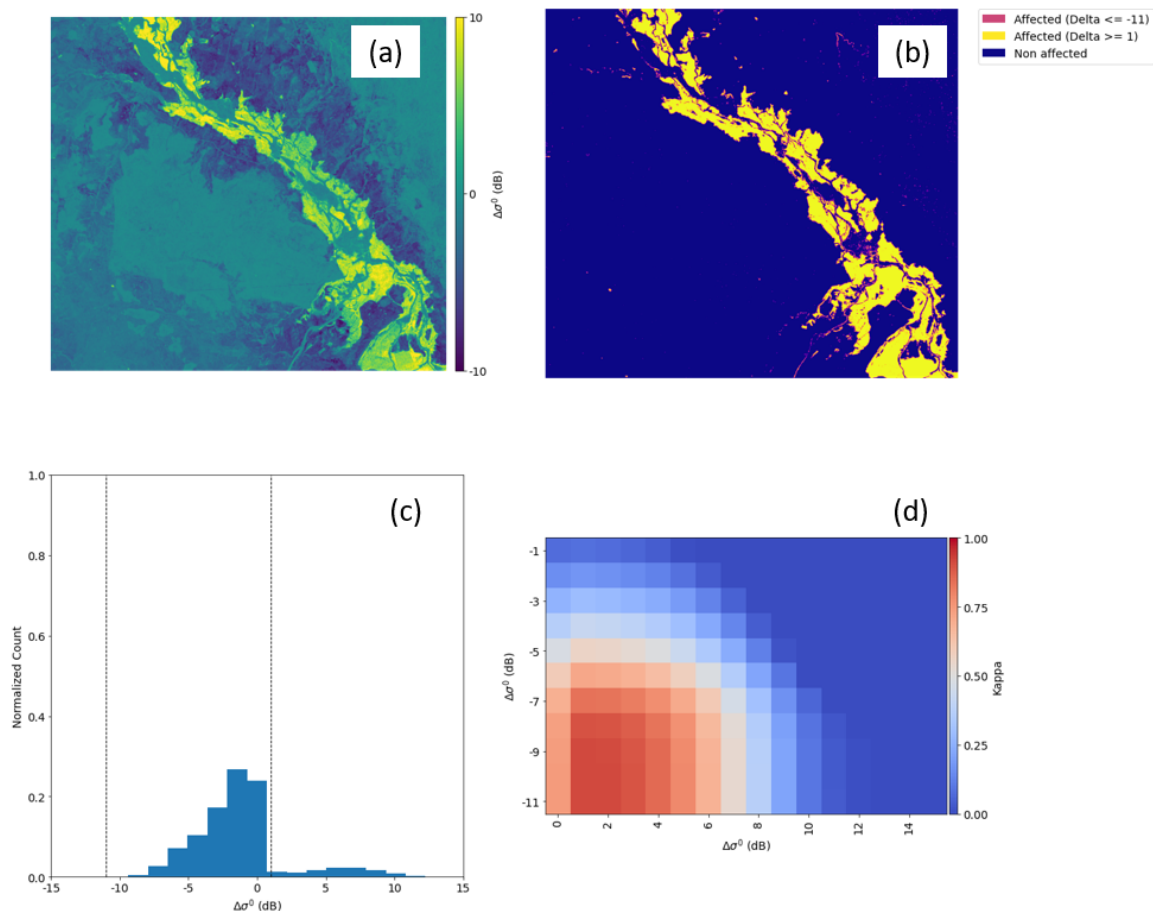 (a)
10
0
-10
Δσ⁰ (dB)
(b)
Affected (Delta <= -11)
Affected (Delta >= 1)
Non affected
(c)
1.0
0.8
0.6
0.4
0.2
0.0
Normalized Count
-15
-10
-5
0
5
10
15
Δσ⁰ (dB)
(d)
-1
-3
-5
-7
-9
-11
Δσ⁰ (dB)
0
2
4
6
8
10
12
14
Δσ⁰ (dB)
1.00
0.75
0.50
0.25
0.00
Kappa